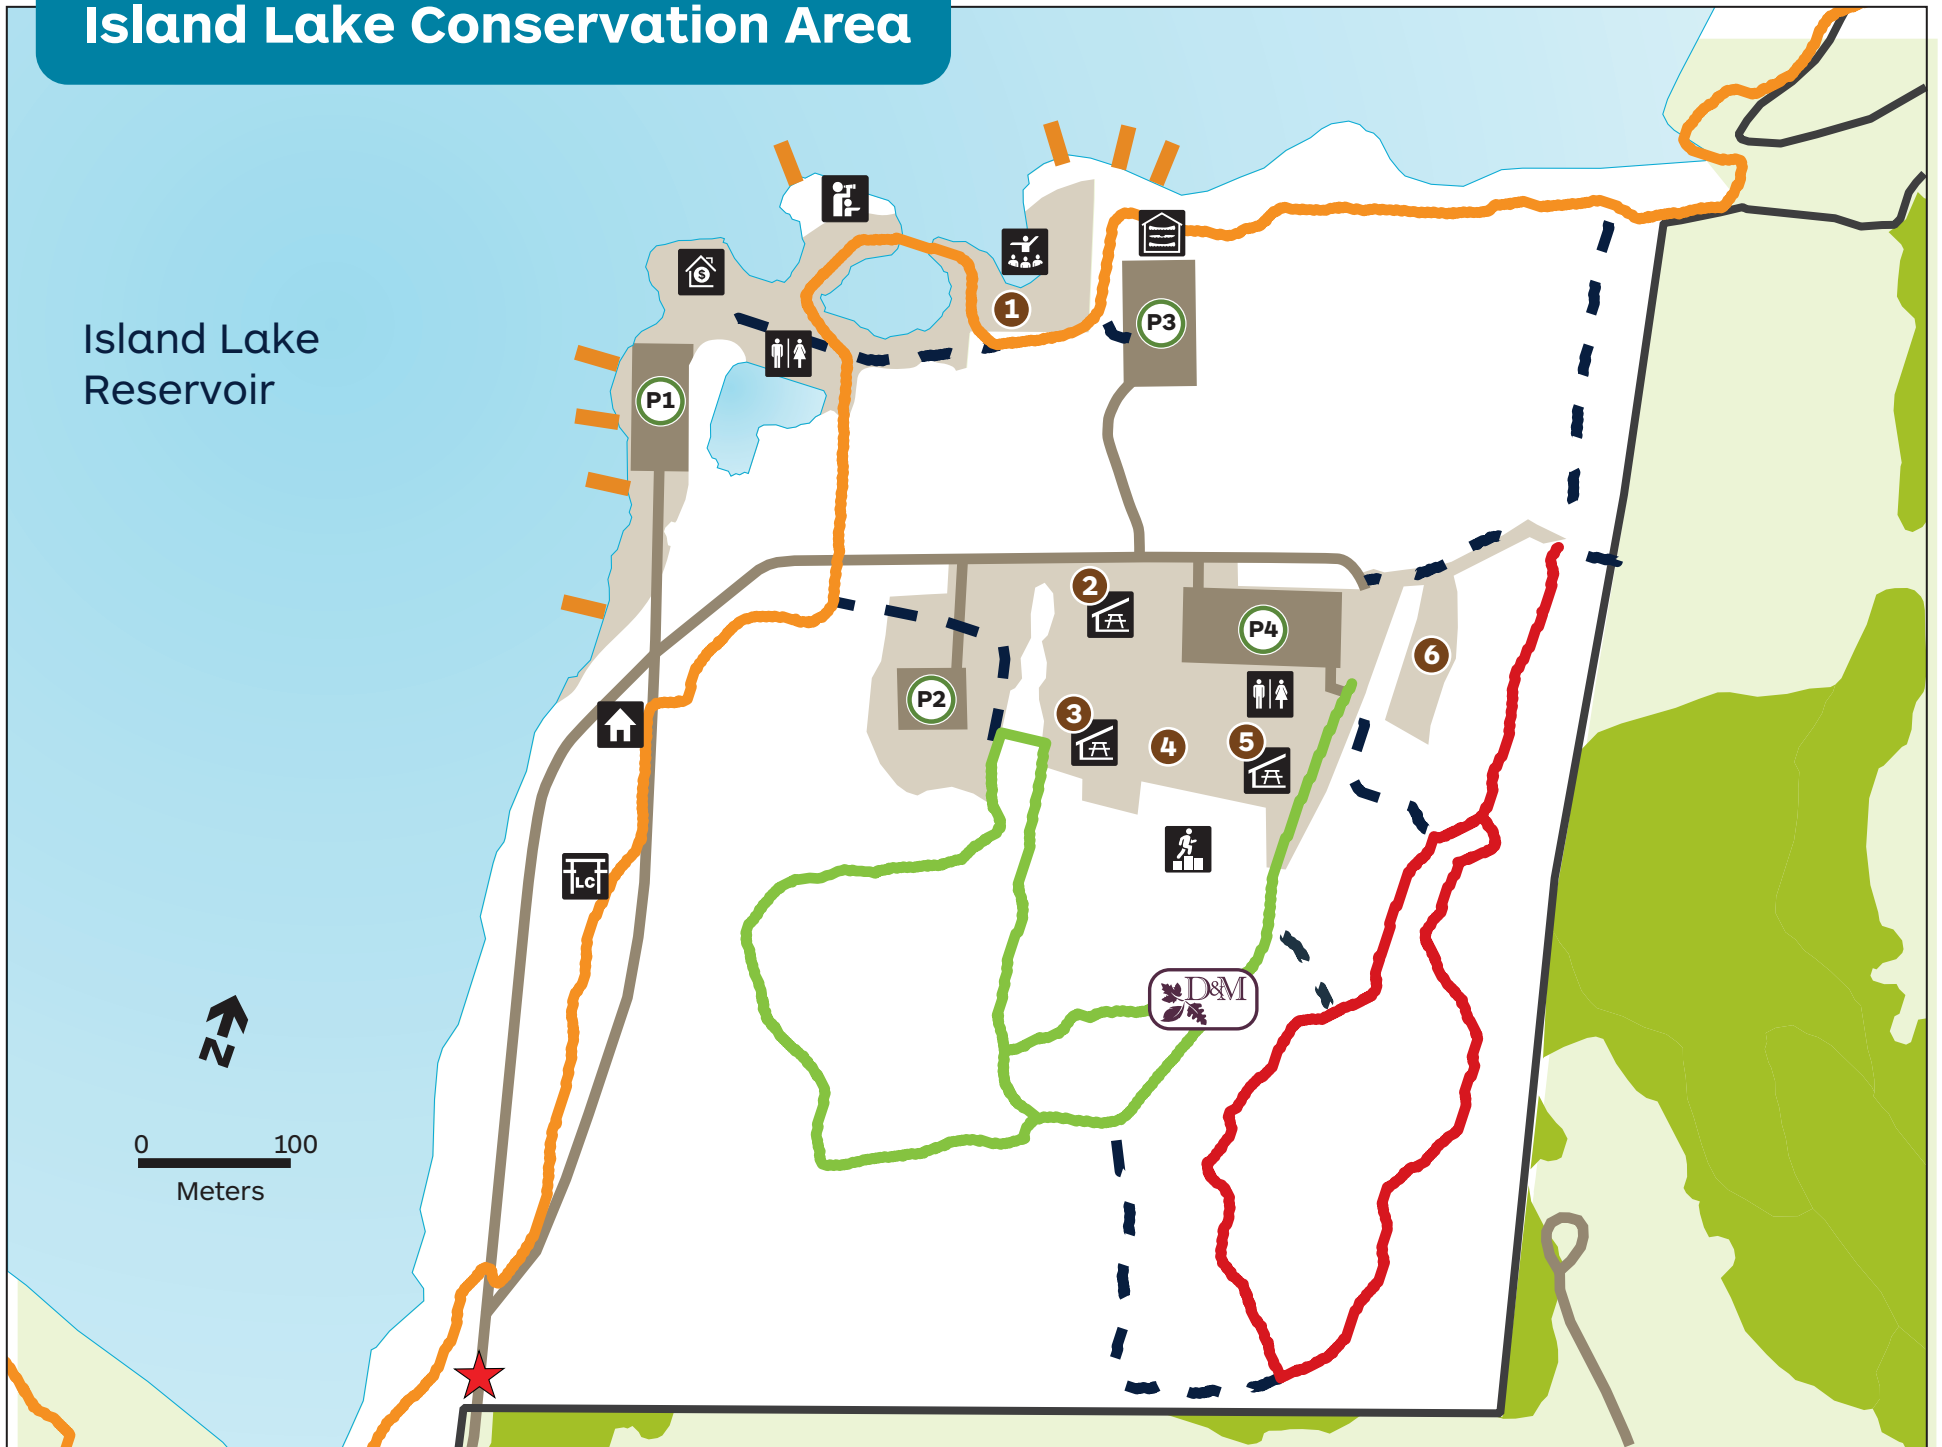 Island Lake Conservation Area
Island Lake
Reservoir
$
1
P3
P1
2
P4
6
P2
3
4
5
LC
D&M
N
0 100
Meters